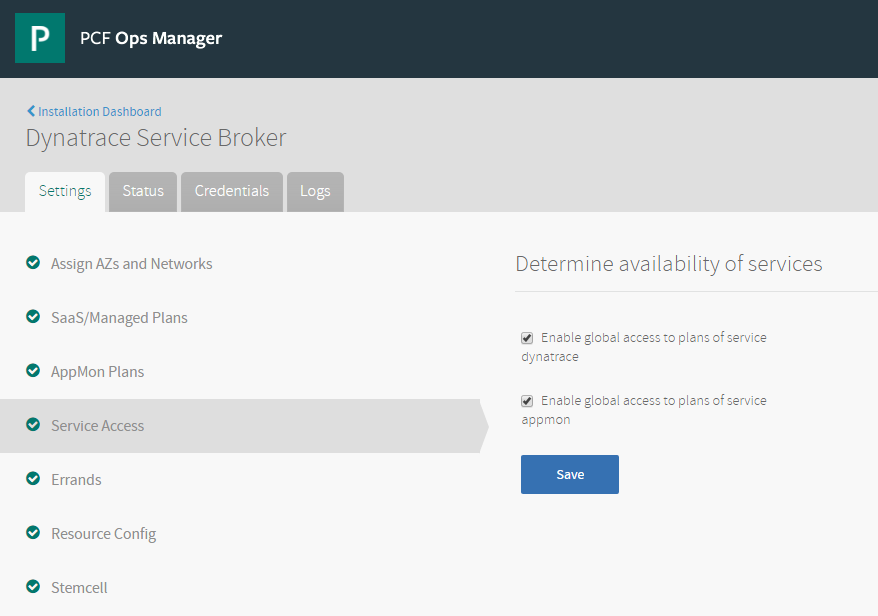 P
PCF Ops Manager
Installation Dashboard
Dynatrace Service Broker
Settings
Status
Credentials
Logs
Assign AZs and Networks
SaaS/Managed Plans
AppMon Plans
Service Access
Errands
Resource Config
Stemcell
Determine availability of services
Enable global access to plans of service
dynatrace
Enable global access to plans of service
appmon
Save